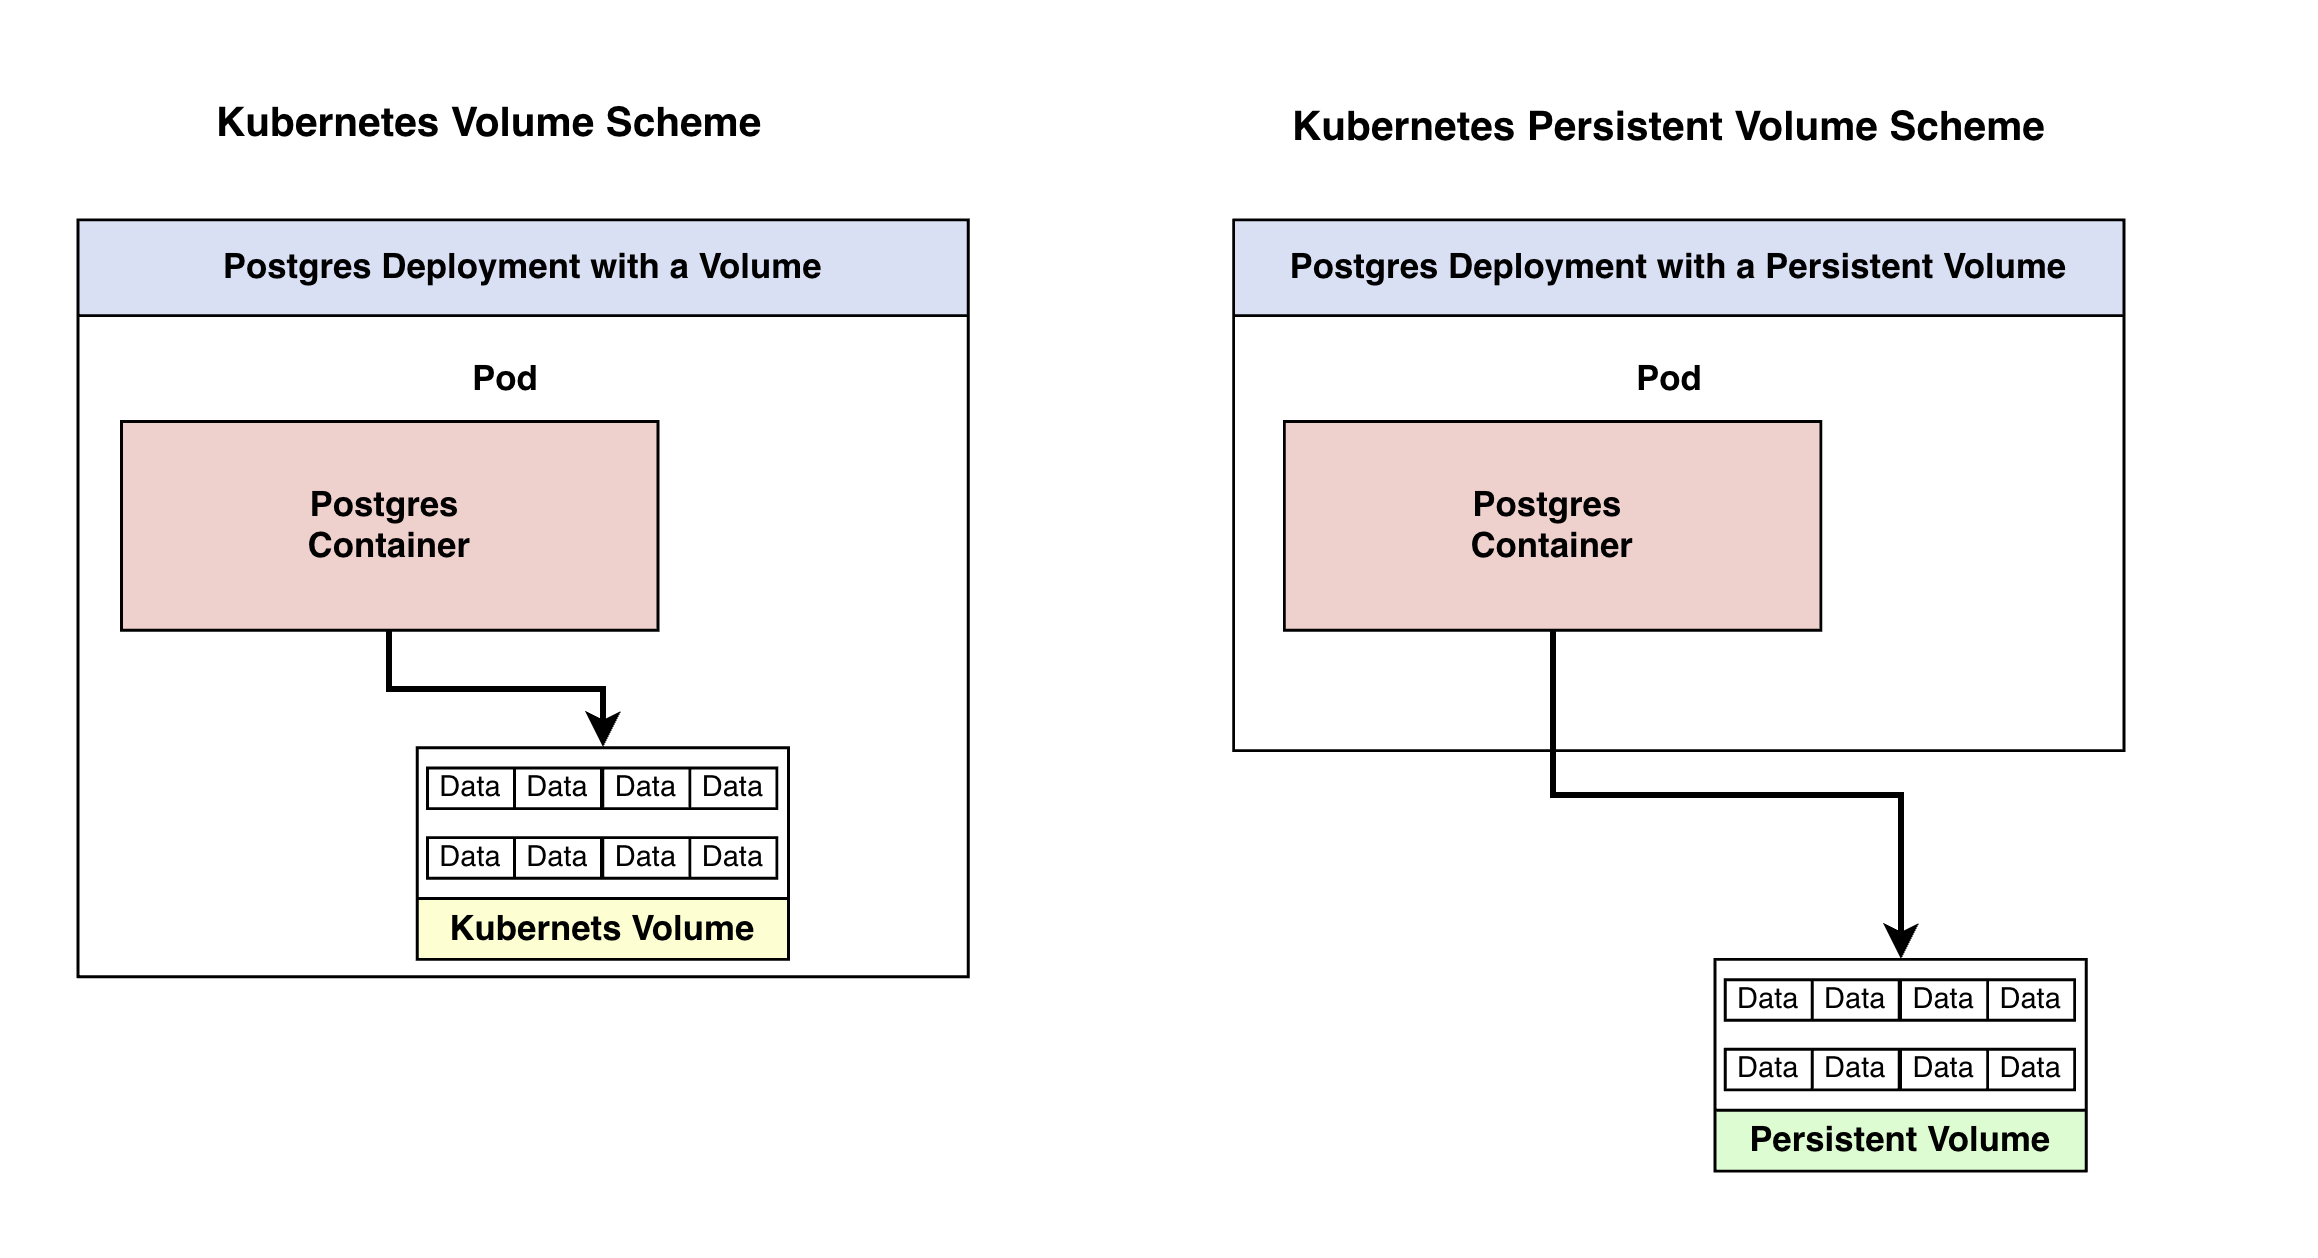 Kubernetes Volume Scheme
Postgres Deployment with a Volume
Pod
Postgres
Container
Data Data Data Data
Data Data Data Data
Kubernets Volume
Kubernetes Persistent Volume Scheme
Postgres Deployment with a Persistent Volume
Pod
Postgres
Container
Data Data Data Data
Data Data Data Data
Persistent Volume